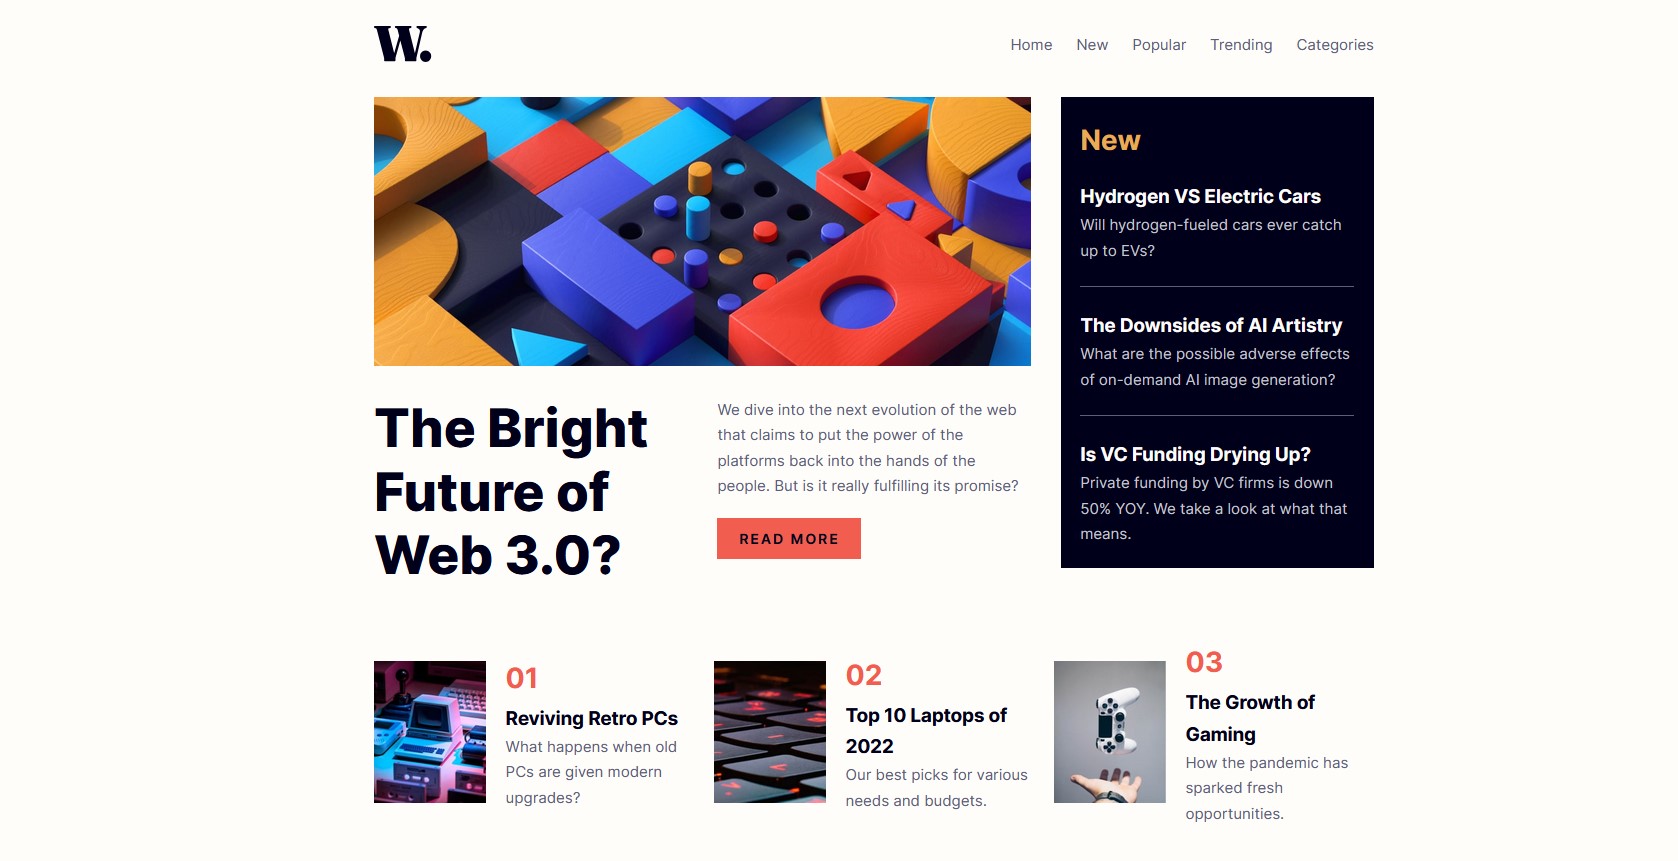 W.
Home New Popular Trending Categories
The Bright
Future of
Web 3.0?
We dive into the next evolution of the web
that claims to put the power of the
platforms back into the hands of the
people. But is it really fulfilling its promise?
READ MORE
New
Hydrogen VS Electric Cars
Will hydrogen-fueled cars ever catch
up to EVs?
The Downsides of AI Artistry
What are the possible adverse effects
of on-demand AI image generation?
Is VC Funding Drying Up?
Private funding by VC firms is down
50% YOY. We take a look at what that
means.
01
Reviving Retro PCs
What happens when old
PCs are given modern
upgrades?
02
Top 10 Laptops of
2022
Our best picks for various
needs and budgets.
03
The Growth of
Gaming
How the pandemic has
sparked fresh
opportunities.